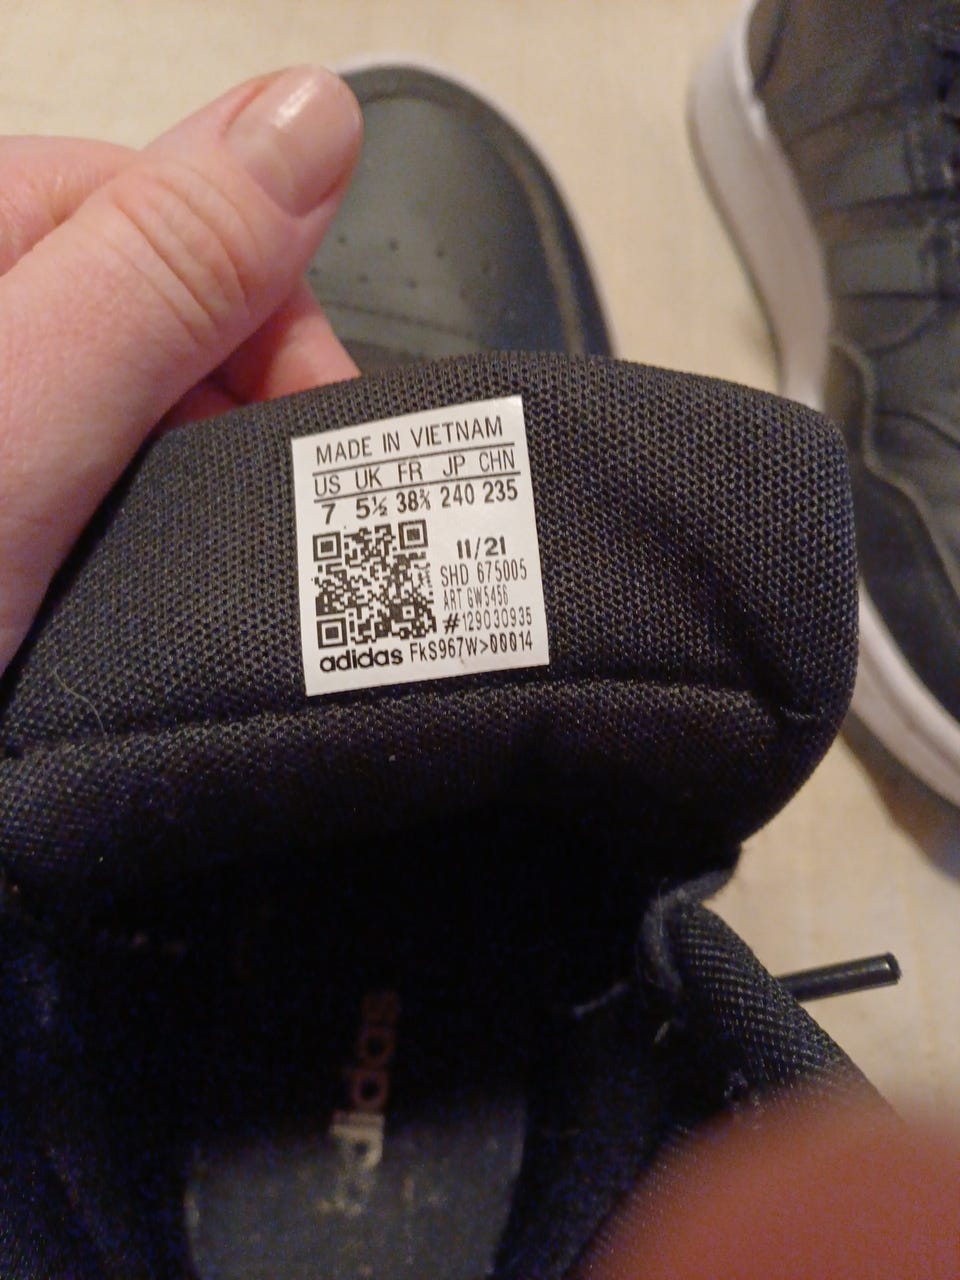 MADE IN VIETNAM
US UK FR JP CHN
7 5½ 38⅔ 240 235
11/21
SHD 675005
ART GW5456
#129030935
adidas FkS967W>00014
adidas